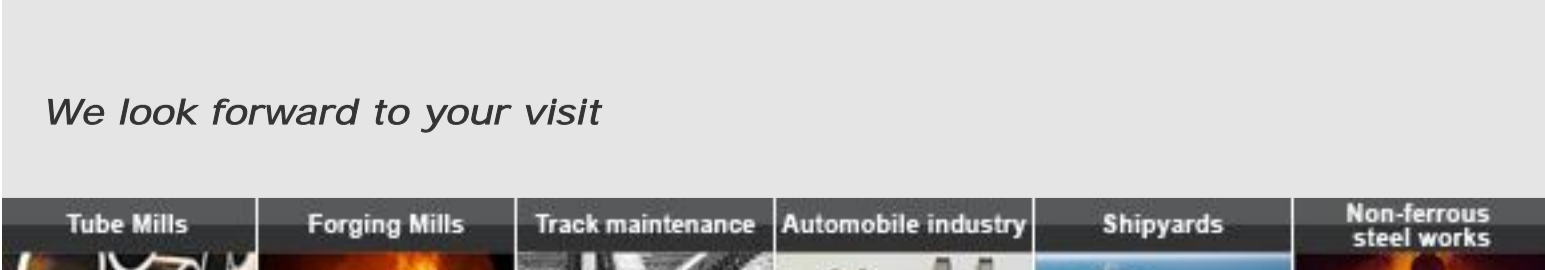 We look forward to your visit
Tube Mills
Forging Mills
Track maintenance
Automobile industry
Shipyards
Non-ferrous
steel works